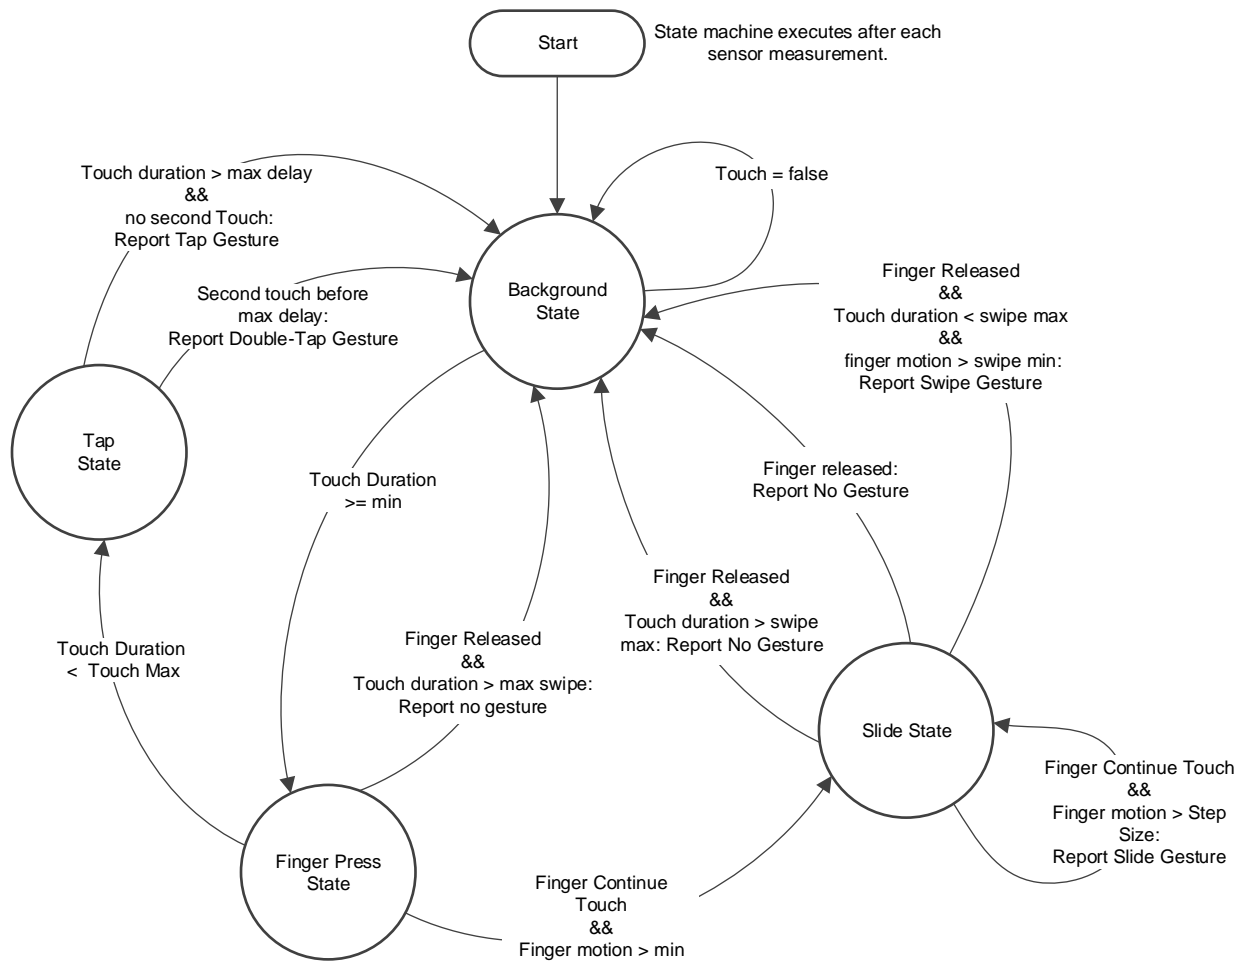 Start
State machine executes after each
sensor measurement.
Touch duration > max delay
&&
no second Touch:
Report Tap Gesture
Touch = false
Second touch before
max delay:
Report Double-Tap Gesture
Background
State
Finger Released
&&
Touch duration < swipe max
&&
finger motion > swipe min:
Report Swipe Gesture
Tap
State
Touch Duration
>= min
Finger released:
Report No Gesture
Finger Released
&&
Touch duration > swipe
max: Report No Gesture
Touch Duration
< Touch Max
Finger Released
&&
Touch duration > max swipe:
Report no gesture
Slide State
Finger Continue Touch
&&
Finger motion > Step
Size:
Report Slide Gesture
Finger Press
State
Finger Continue
Touch
&&
Finger motion > min